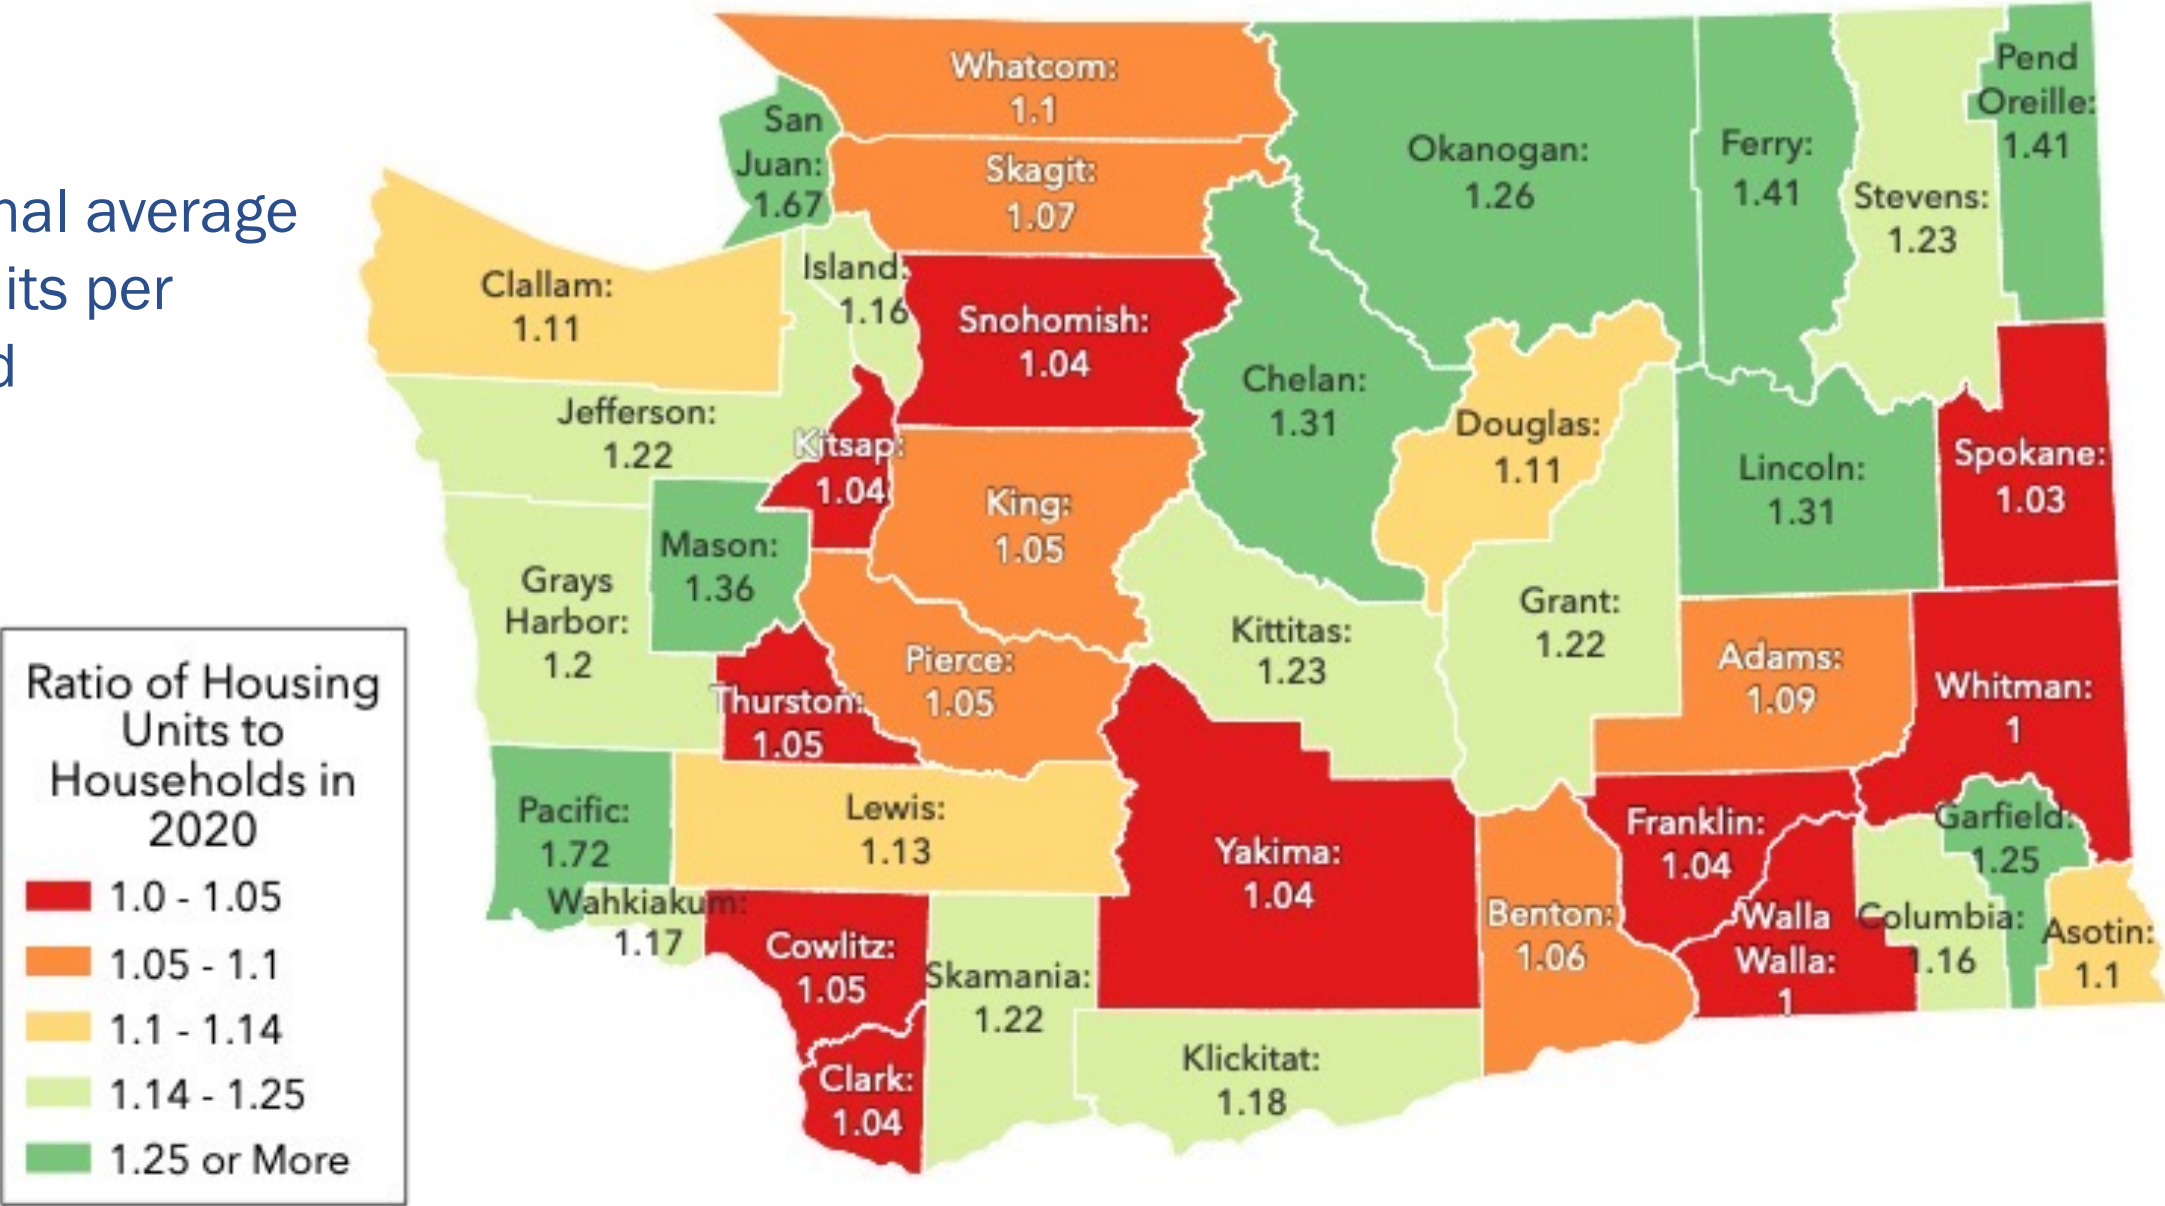 nal average
its per
d
Whatcom:
1.1
San
Juan:
1.67
Skagit:
1.07
Okanogan:
1.26
Ferry:
1.41
Stevens:
1.23
Pend
Oreille:
1.41
Clallam:
1.11
Island:
1.16
Snohomish:
1.04
Chelan:
1.31
Douglas:
1.11
Jefferson:
1.22
Kitsap:
1.04
King:
1.05
Lincoln:
1.31
Spokane:
1.03
Mason:
1.36
Grays
Harbor:
1.2
Kittitas:
1.23
Grant:
1.22
Adams:
1.09
Whitman:
1
Thurston:
1.05
Pierce:
1.05
Pacific:
1.72
Lewis:
1.13
Yakima:
1.04
Franklin:
1.04
Garfield:
1.25
Wahkiakum:
1.17
Cowlitz:
1.05
Skamania:
1.22
Benton:
1.06
Walla
Walla:
1
Columbia:
1.16
Asotin:
1.1
Clark:
1.04
Klickitat:
1.18
Ratio of Housing
Units to
Households in
2020
1.0 - 1.05
1.05 - 1.1
1.1 - 1.14
1.14 - 1.25
1.25 or More